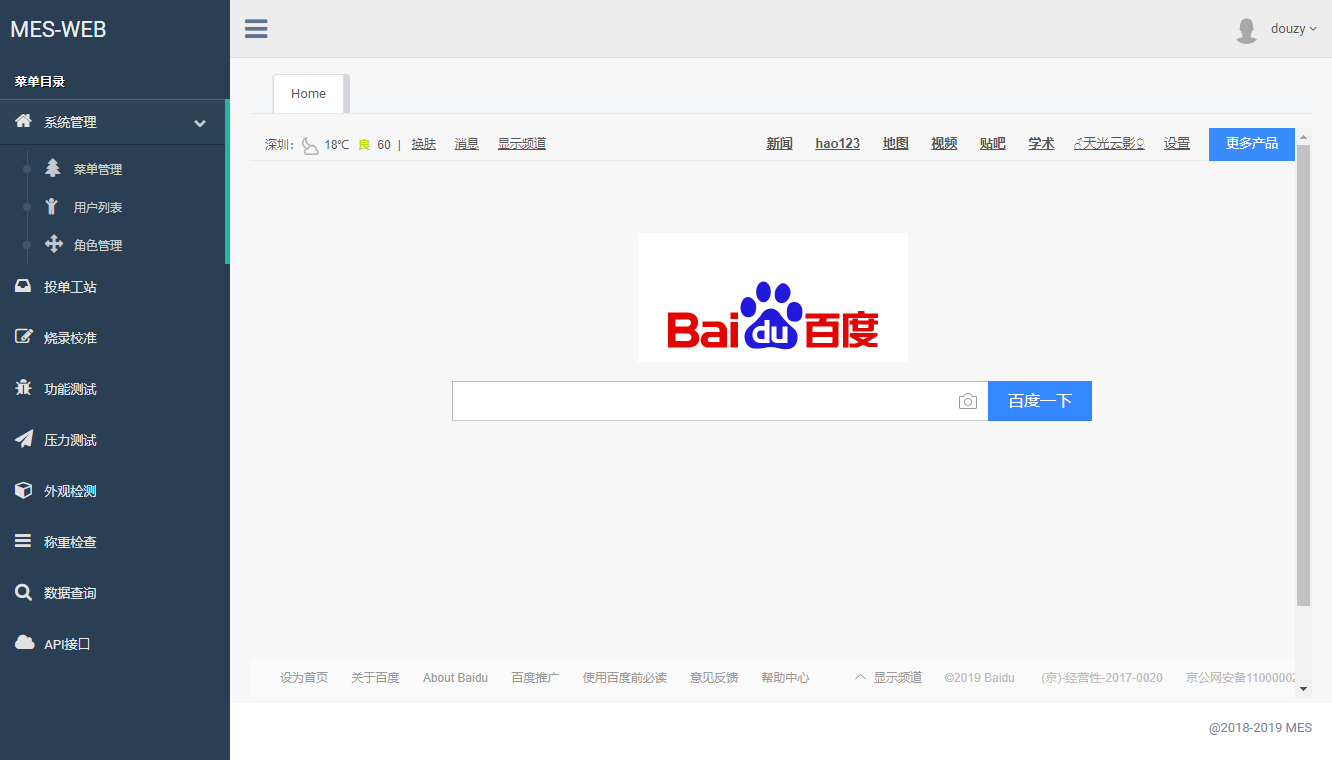 MES-WEB
douzy
菜单目录
Home
系统管理
菜单管理
用户列表
角色管理
投单工站
烧录校准
功能测试
压力测试
外观检测
称重检查
数据查询
API接口
深圳: 18℃ 良 60 | 换肤 消息 显示频道
新闻 hao123 地图 视频 贴吧 学术 ♂天光云影♀ 设置 更多产品
Baidu百度
百度一下
设为首页 关于百度 About Baidu 百度推广 使用百度前必读 意见反馈 帮助中心 显示频道 ©2019 Baidu (京)-经营性-2017-0020 京公网安备11000002
@2018-2019 MES